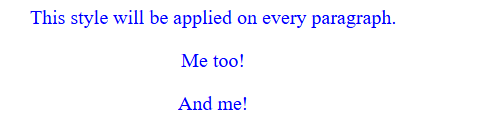 This style will be applied on every paragraph.
Me too!
And me!